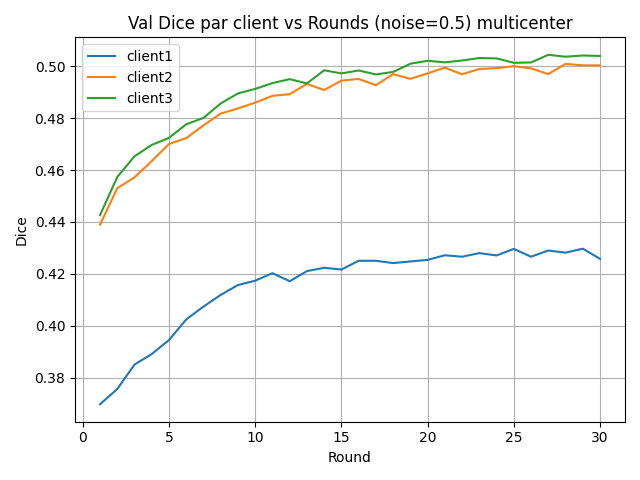 Val Dice par client vs Rounds (noise=0.5) multicenter
client1
client2
client3
0.50
0.48
0.46
0.44
0.42
0.40
0.38
Dice
0 5 10 15 20 25 30
Round